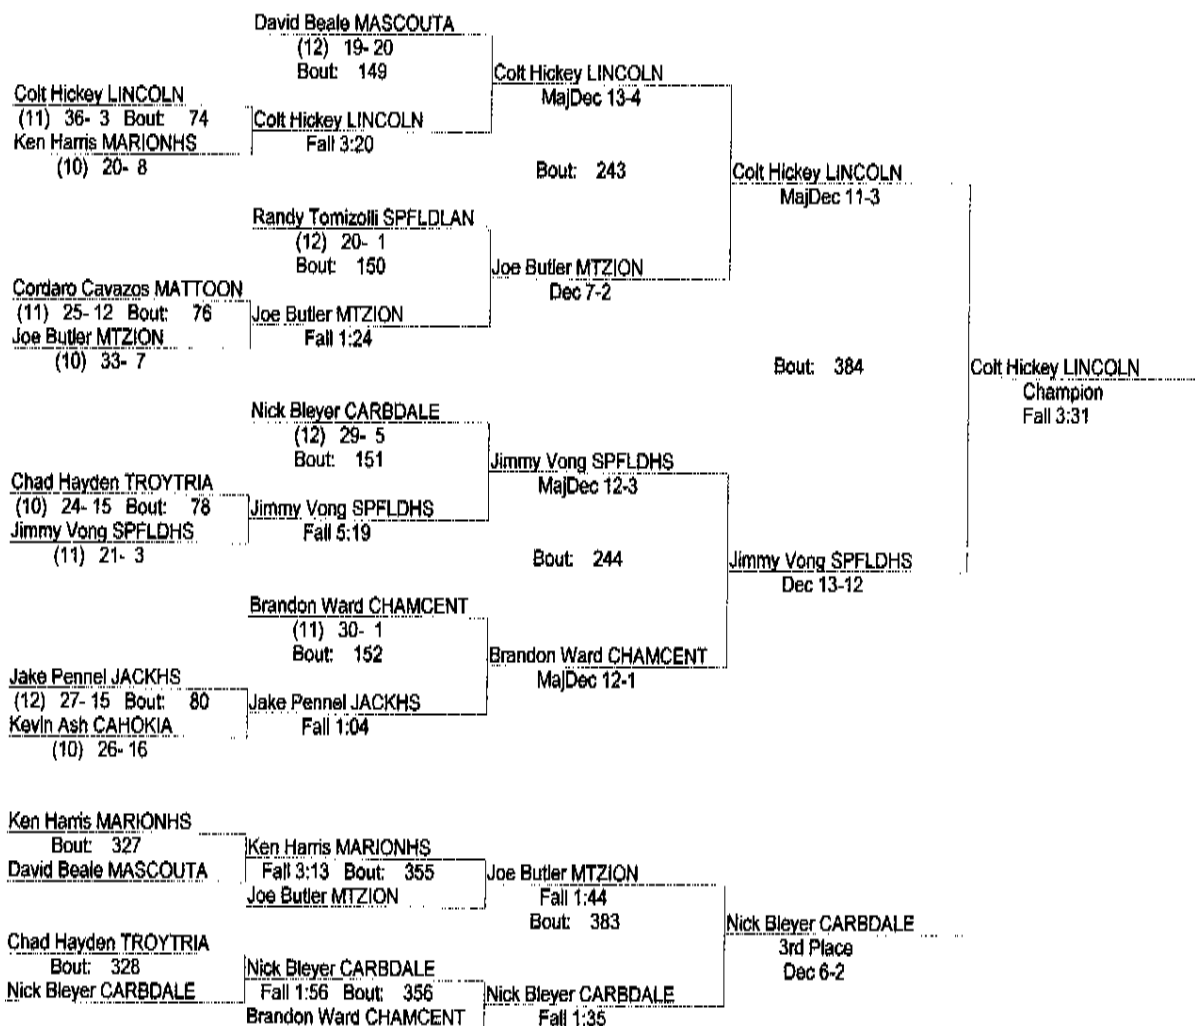 David Beale MASCOUTA
(12) 19- 20
Bout: 149
Colt Hickey LINCOLN
MajDec 13-4
Colt Hickey LINCOLN
(11) 36- 3 Bout: 74
Ken Harris MARIONHS
(10) 20- 8
Colt Hickey LINCOLN
Fall 3:20
Bout: 243
Colt Hickey LINCOLN
MajDec 11-3
Randy Tomizolli SPFLDLAN
(12) 20- 1
Bout: 150
Joe Butler MTZION
Dec 7-2
Cordaro Cavazos MATTOON
(11) 25- 12 Bout: 76
Joe Butler MTZION
(10) 33- 7
Joe Butler MTZION
Fall 1:24
Bout: 384
Colt Hickey LINCOLN
Champion
Fall 3:31
Nick Bleyer CARBDALE
(12) 29- 5
Bout: 151
Jimmy Vong SPFLDHS
MajDec 12-3
Chad Hayden TROYTRIA
(10) 24- 15 Bout: 78
Jimmy Vong SPFLDHS
(11) 21- 3
Jimmy Vong SPFLDHS
Fall 5:19
Bout: 244
Jimmy Vong SPFLDHS
Dec 13-12
Brandon Ward CHAMCENT
(11) 30- 1
Bout: 152
Brandon Ward CHAMCENT
MajDec 12-1
Jake Pennel JACKHS
(12) 27- 15 Bout: 80
Kevin Ash CAHOKIA
(10) 26- 16
Jake Pennel JACKHS
Fall 1:04
Ken Harris MARIONHS
Bout: 327
David Beale MASCOUTA
Ken Harris MARIONHS
Fall 3:13 Bout: 355
Joe Butler MTZION
Joe Butler MTZION
Fall 1:44
Bout: 383
Nick Bleyer CARBDALE
3rd Place
Dec 6-2
Chad Hayden TROYTRIA
Bout: 328
Nick Bleyer CARBDALE
Nick Bleyer CARBDALE
Fall 1:56 Bout: 356
Brandon Ward CHAMCENT
Nick Bleyer CARBDALE
Fall 1:35